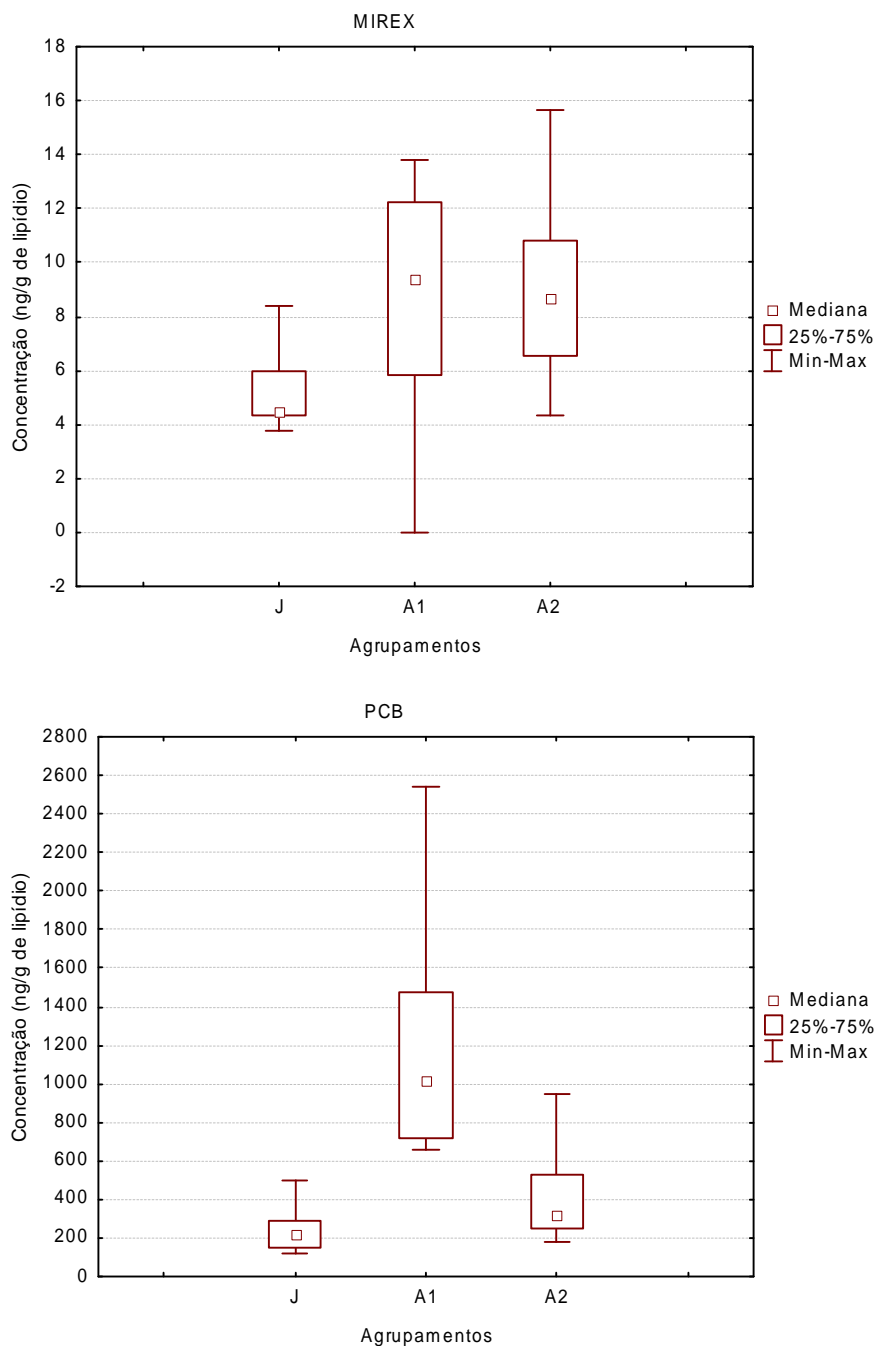 MIREX
18
16
14
12
10
8
6
4
2
0
-2
Concentração (ng/g de lipídio)
J A1 A2
Agrupamentos
Mediana
25%-75%
Min-Max
PCB
2800
2600
2400
2200
2000
1800
1600
1400
1200
1000
800
600
400
200
0
Concentração (ng/g de lipídio)
J A1 A2
Agrupamentos
Mediana
25%-75%
Min-Max